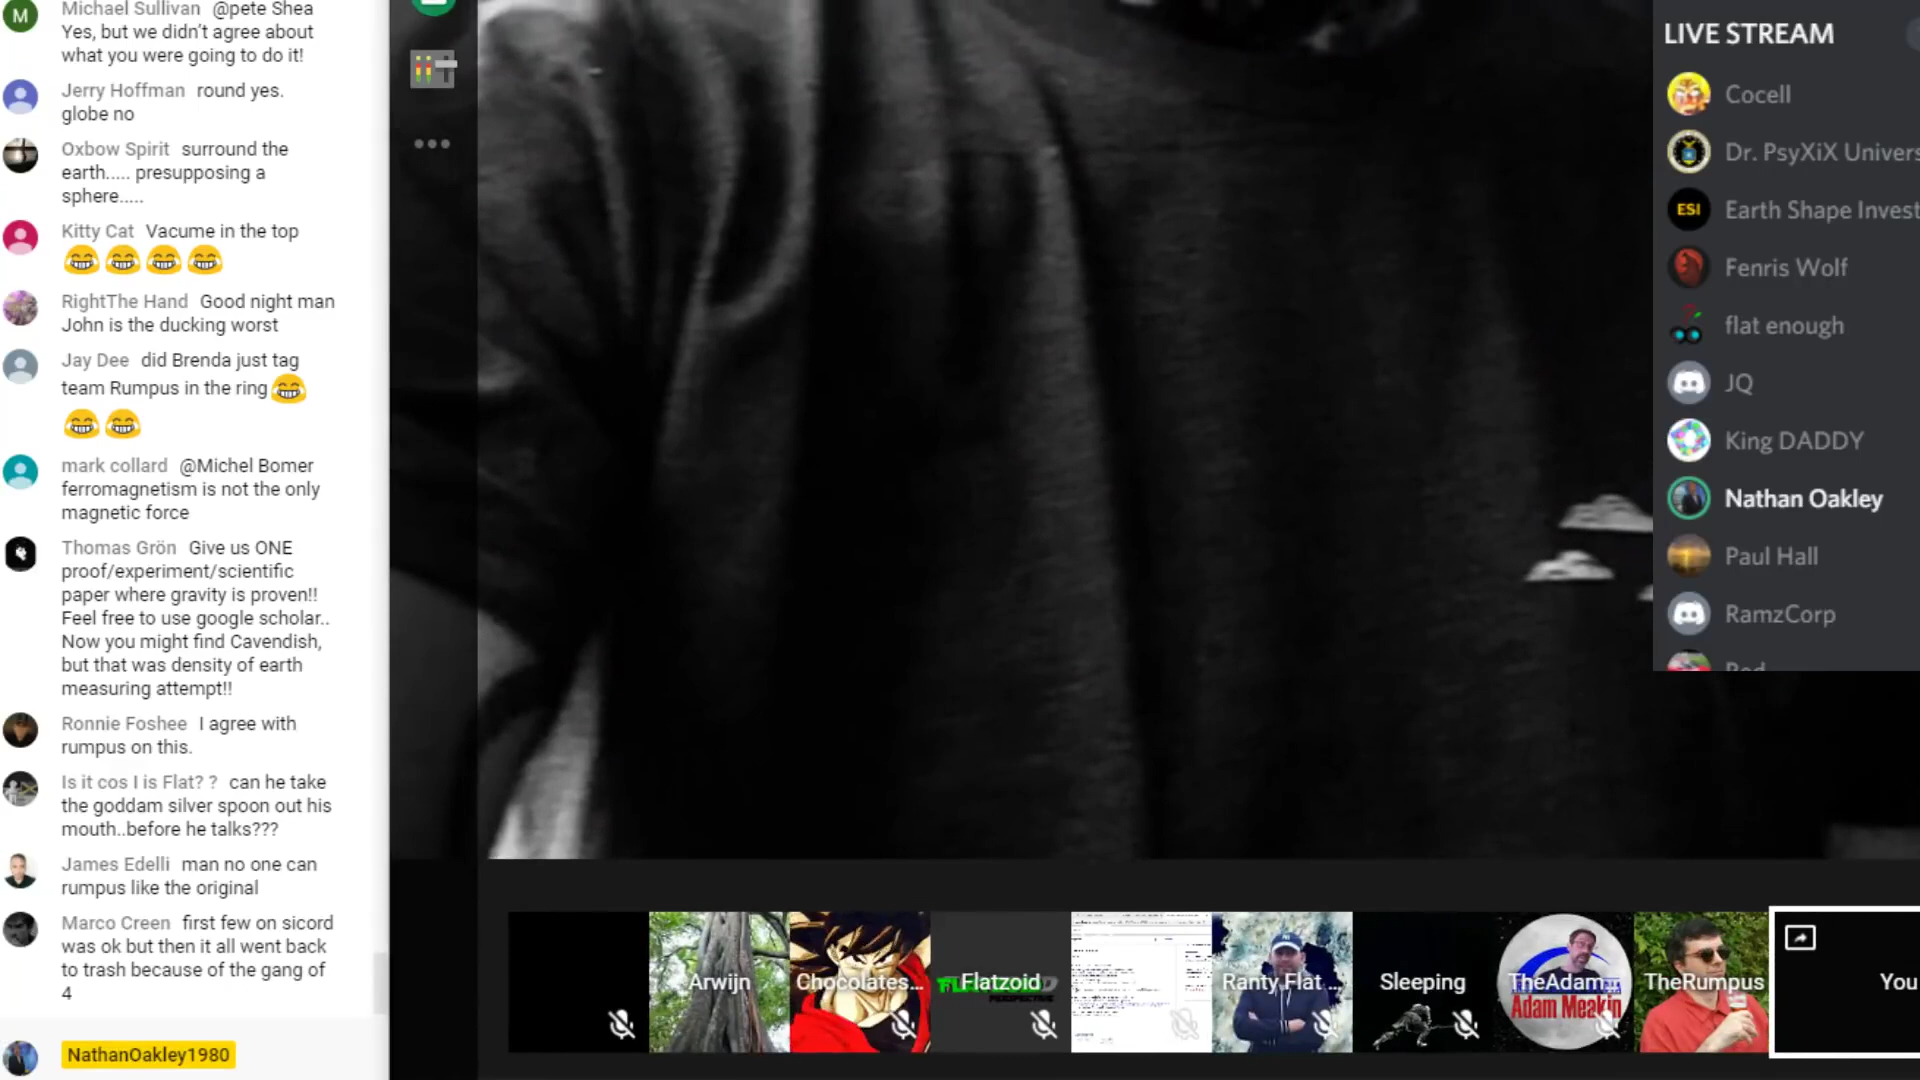 Michael Sullivan @pete Shea
Yes, but we didn’t agree about
what you were going to do it!
Jerry Hoffman round yes.
globe no
Oxbow Spirit surround the
earth..... presupposing a
sphere.....
Kitty Cat Vacume in the top
😂😂😂😂
RightThe Hand Good night man
John is the ducking worst
Jay Dee did Brenda just tag
team Rumpus in the ring😂
😂😂
mark collard @Michel Bomer
ferromagnetism is not the only
magnetic force
Thomas Grön Give us ONE
proof/experiment/scientific
paper where gravity is proven!!
Feel free to use google scholar..
Now you might find Cavendish,
but that was density of earth
measuring attempt!!
Ronnie Foshee I agree with
rumpus on this.
Is it cos I is Flat? ? can he take
the goddam silver spoon out his
mouth..before he talks???
James Edelli man no one can
rumpus like the original
Marco Creen first few on sicord
was ok but then it all went back
to trash because of the gang of
4
NathanOakley1980
LIVE STREAM
Cocell
Dr. PsyXiX Univers
ESI
Earth Shape Invest
Fenris Wolf
flat enough
JQ
King DADDY
Nathan Oakley
Paul Hall
RamzCorp
Arwijn
Chocolates...
Flatzoid
Ranty Flat ...
Sleeping
TheAdam...
Adam Meakin
TheRumpus
You